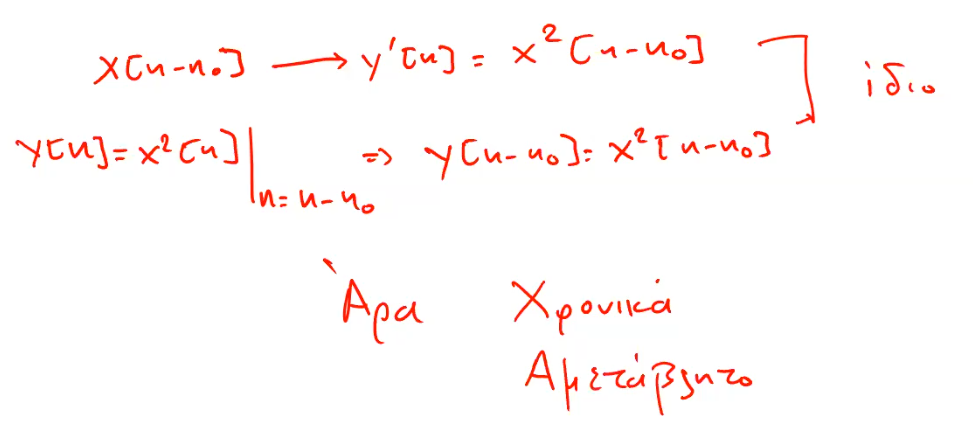 x[n-n₀] ⟶ y'[n] = x²[n-n₀] ίδιο
y[n] = x²[n] |n=n-n₀ ⇒ y[n-n₀] = x²[n-n₀]
Άρα Χρονικά
Αμετάβλητο